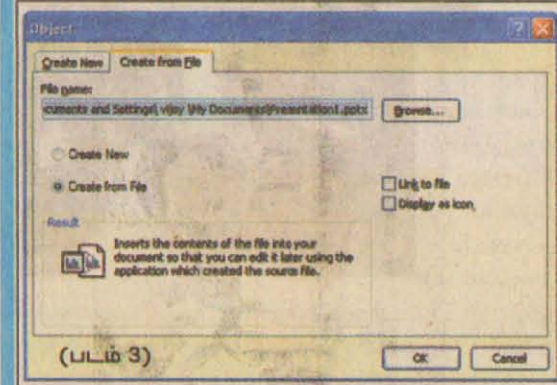 Object
Create New Create from File
File name:
cuments and Settings\ vijay \My Documents\Presentation1.pptx Browse...
Create New
Create from File
Link to file
Display as icon
Result
Inserts the contents of the file into your
document so that you can edit it later using the
application which created the source file.
(படம் 3)
OK Cancel